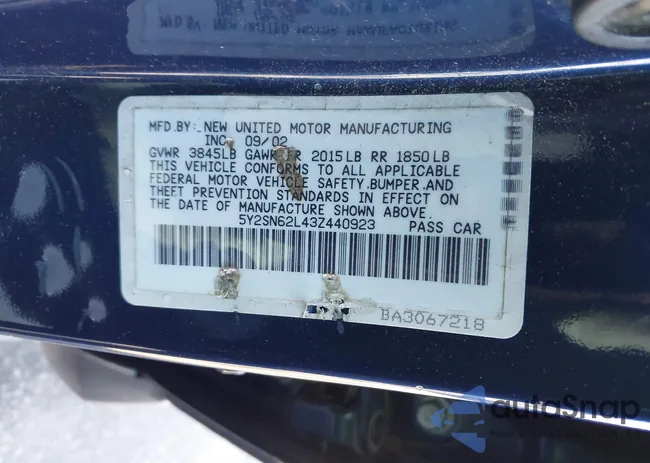 MFD.BY: NEW UNITED MOTOR MANUFACTURING
INC. 09/02
GVWR 3845LB GAWR FR 2015LB RR 1850LB
THIS VEHICLE CONFORMS TO ALL APPLICABLE
FEDERAL MOTOR VEHICLE SAFETY,BUMPER,AND
THEFT PREVENTION STANDARDS IN EFFECT ON
THE DATE OF MANUFACTURE SHOWN ABOVE.
5Y2SN62L43Z440923 PASS CAR
BA3067218
autoSnap